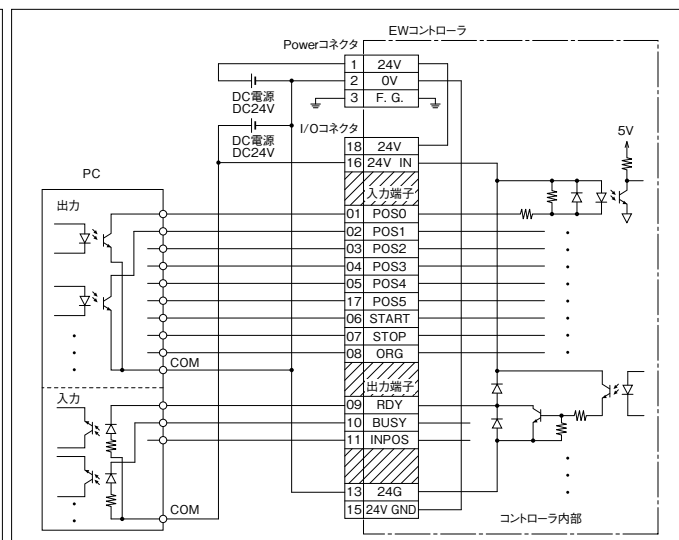 EWコントローラ
Powerコネクタ
1 24V
2 0V
3 F. G.
DC電源
DC24V
DC電源
DC24V
I/Oコネクタ
18 24V
16 24V IN
入力端子
5V
PC
出力
01 POS0
02 POS1
03 POS2
04 POS3
05 POS4
17 POS5
06 START
07 STOP
08 ORG
COM
出力端子
入力
09 RDY
10 BUSY
11 INPOS
13 24G
COM
15 24V GND
コントローラ内部